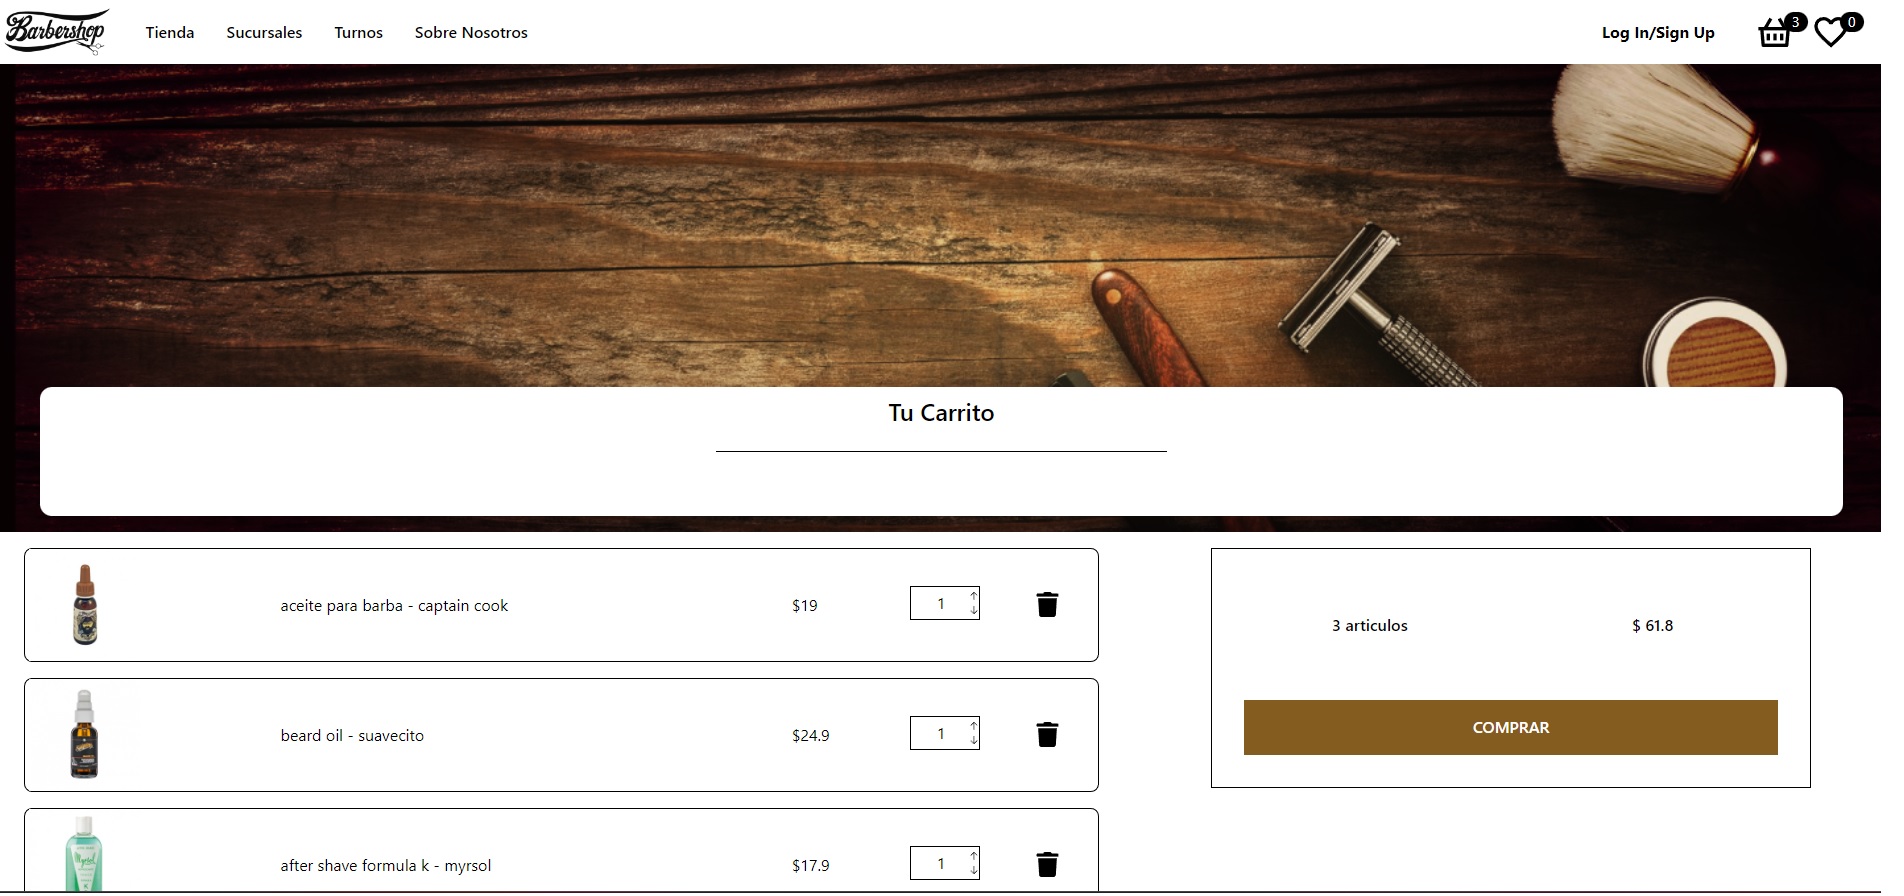 Barbershop
Tienda Sucursales Turnos Sobre Nosotros Log In/Sign Up 3 0
Tu Carrito
aceite para barba - captain cook $19 1
beard oil - suavecito $24.9 1
after shave formula k - myrsol $17.9 1
Myrsol
K
3 articulos $ 61.8
COMPRAR